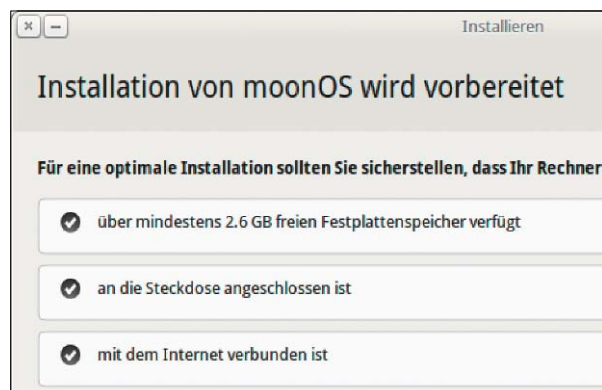 Installieren
Installation von moonOS wird vorbereitet
Für eine optimale Installation sollten Sie sicherstellen, dass Ihr Rechner
über mindestens 2.6 GB freien Festplattenspeicher verfügt
an die Steckdose angeschlossen ist
mit dem Internet verbunden ist